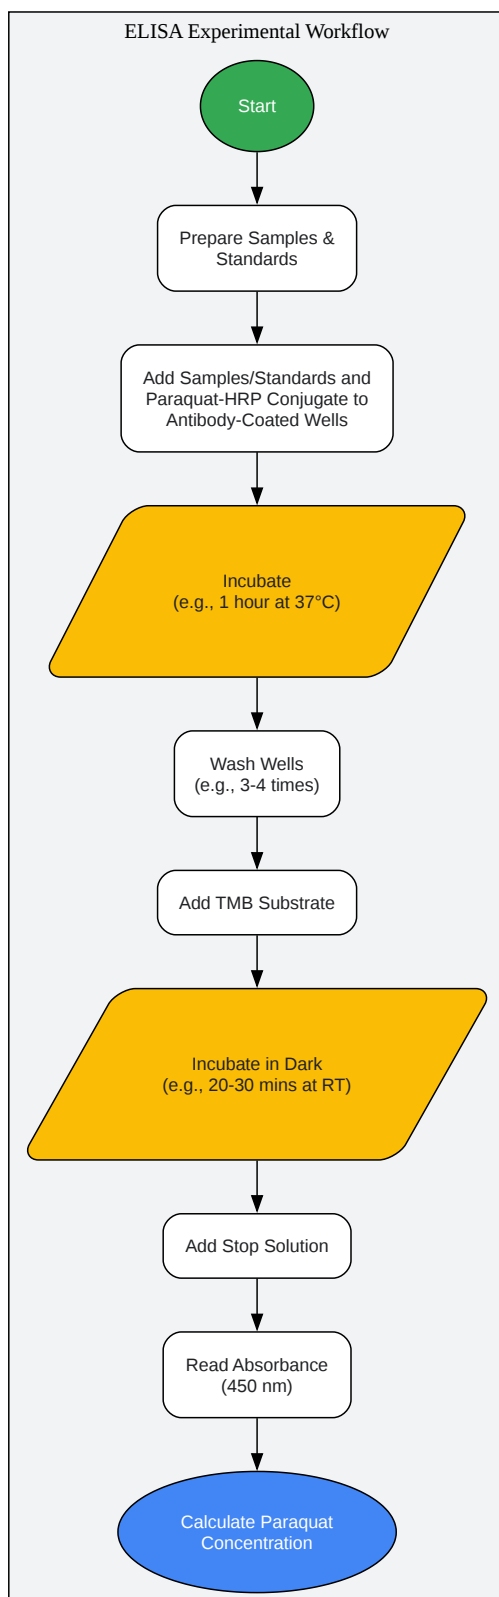 ELISA Experimental Workflow
Start
Prepare Samples &
Standards
Add Samples/Standards and
Paraquat-HRP Conjugate to
Antibody-Coated Wells
Incubate
(e.g., 1 hour at 37°C)
Wash Wells
(e.g., 3-4 times)
Add TMB Substrate
Incubate in Dark
(e.g., 20-30 mins at RT)
Add Stop Solution
Read Absorbance
(450 nm)
Calculate Paraquat
Concentration